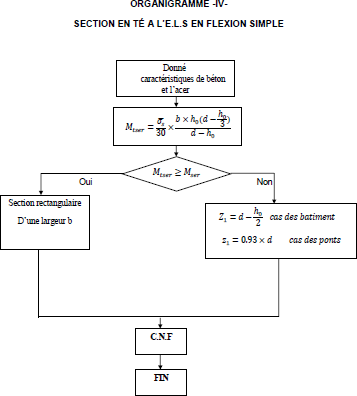 ORGANIGRAMME -IV-
SECTION EN TÉ A L'E.L.S EN FLEXION SIMPLE
Donné
caractéristiques de béton
et l'acer
M_tser = σ_s/30 × b × h_0(d − h_0/3)/(d − h_0)
M_tser ≥ M_ser
Oui
Non
Section rectangulaire
D'une largeur b
Z_1 = d − h_0/2 cas des batiment
z_1 = 0.93 × d cas des ponts
C.N.F
FIN